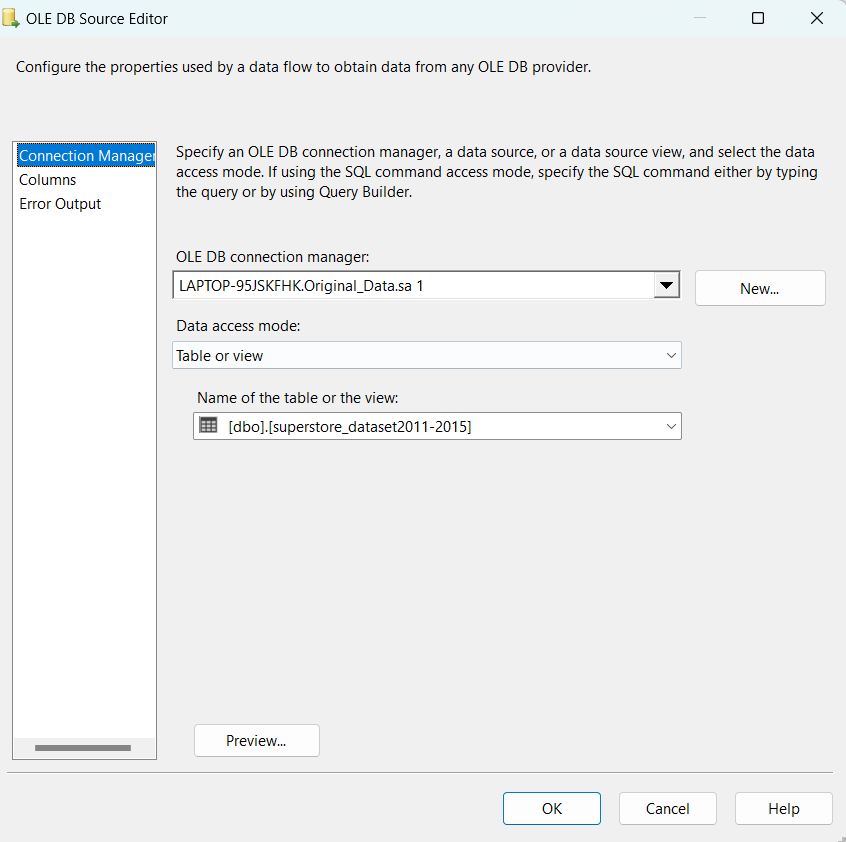 OLE DB Source Editor
Configure the properties used by a data flow to obtain data from any OLE DB provider.
Connection Manager
Columns
Error Output
Specify an OLE DB connection manager, a data source, or a data source view, and select the data
access mode. If using the SQL command access mode, specify the SQL command either by typing
the query or by using Query Builder.
OLE DB connection manager:
LAPTOP-95JSKFHK.Original_Data.sa 1
New...
Data access mode:
Table or view
Name of the table or the view:
[dbo].[superstore_dataset2011-2015]
Preview...
OK
Cancel
Help